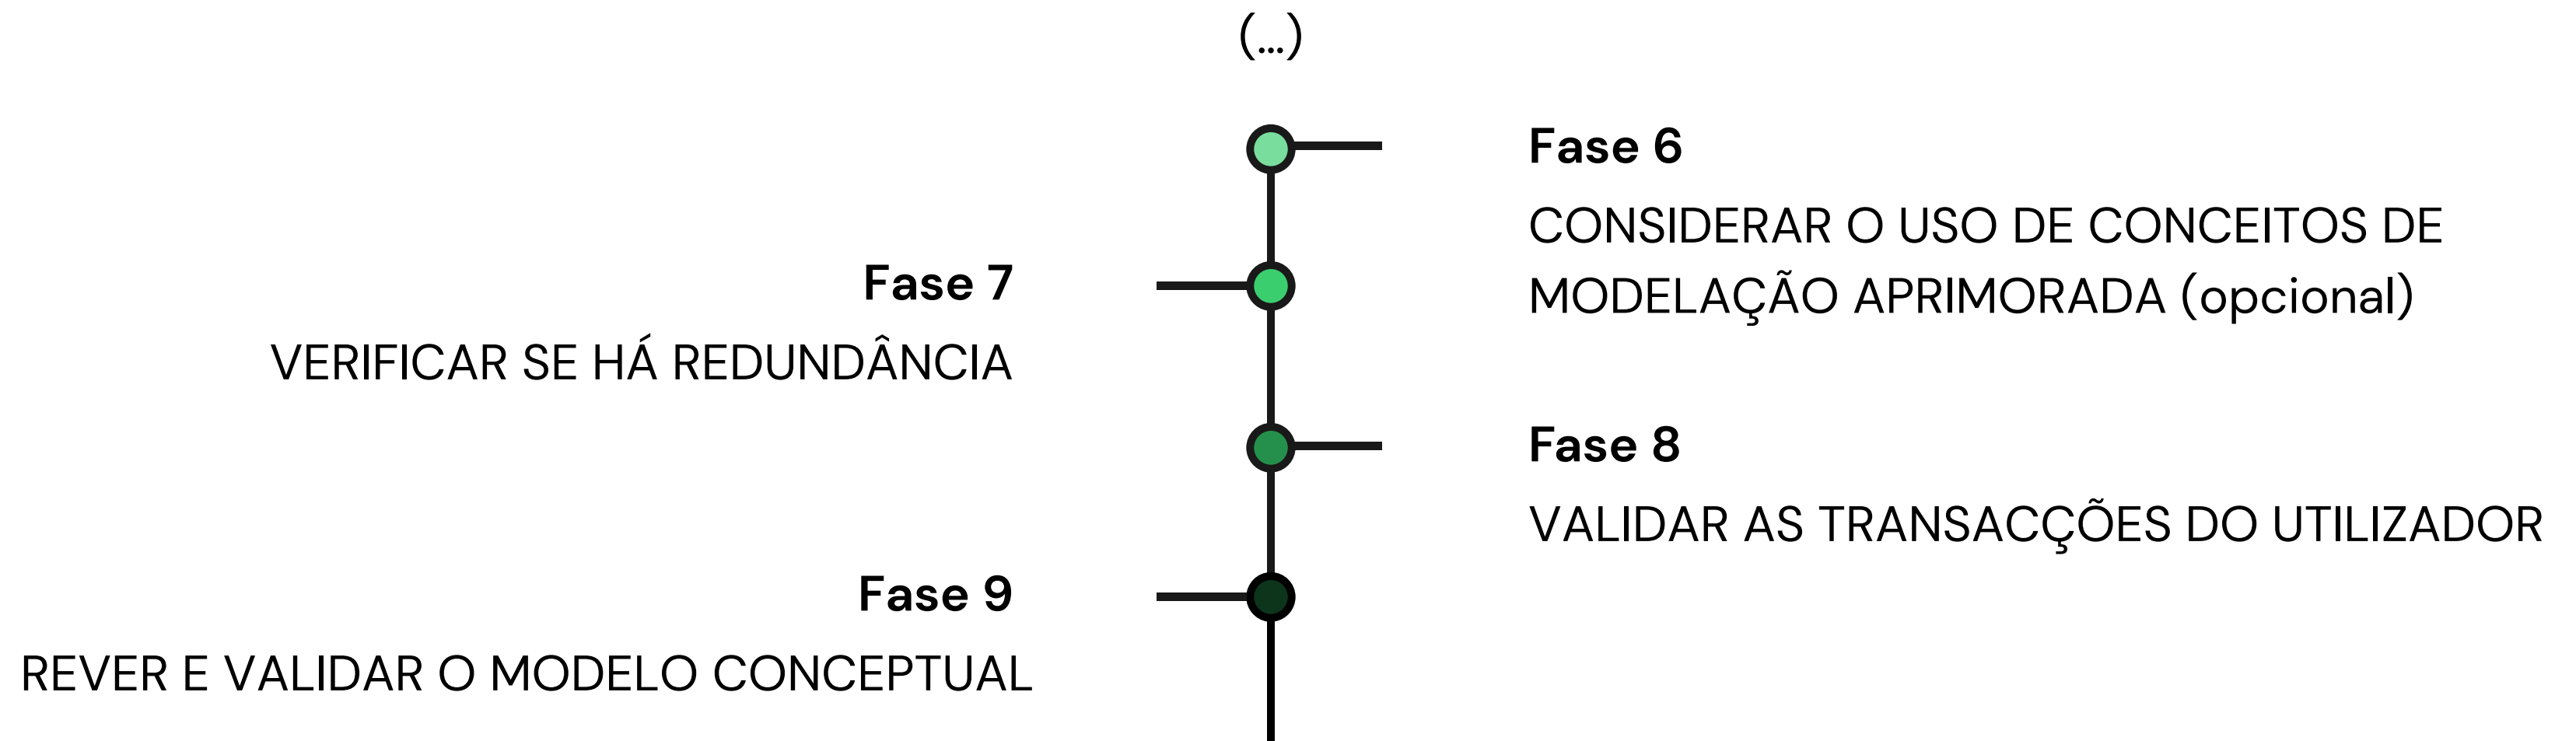 (...)
Fase 6
CONSIDERAR O USO DE CONCEITOS DE
MODELAÇÃO APRIMORADA (opcional)
Fase 7
VERIFICAR SE HÁ REDUNDÂNCIA
Fase 8
VALIDAR AS TRANSACÇÕES DO UTILIZADOR
Fase 9
REVER E VALIDAR O MODELO CONCEPTUAL